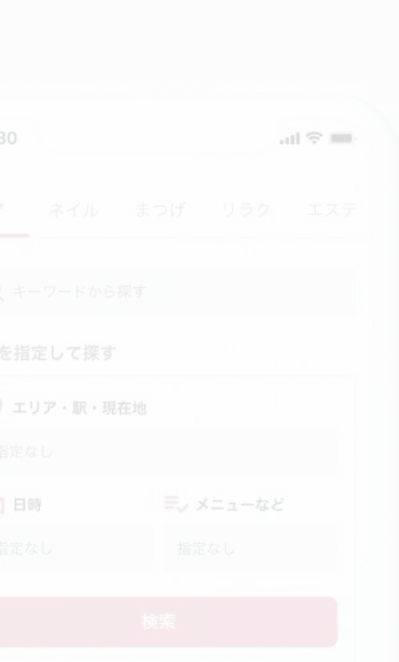 30
ネイル まつげ リラク エステ
キーワードから探す
を指定して探す
エリア・駅・現在地
指定なし
日時 メニューなど
指定なし 指定なし
検索